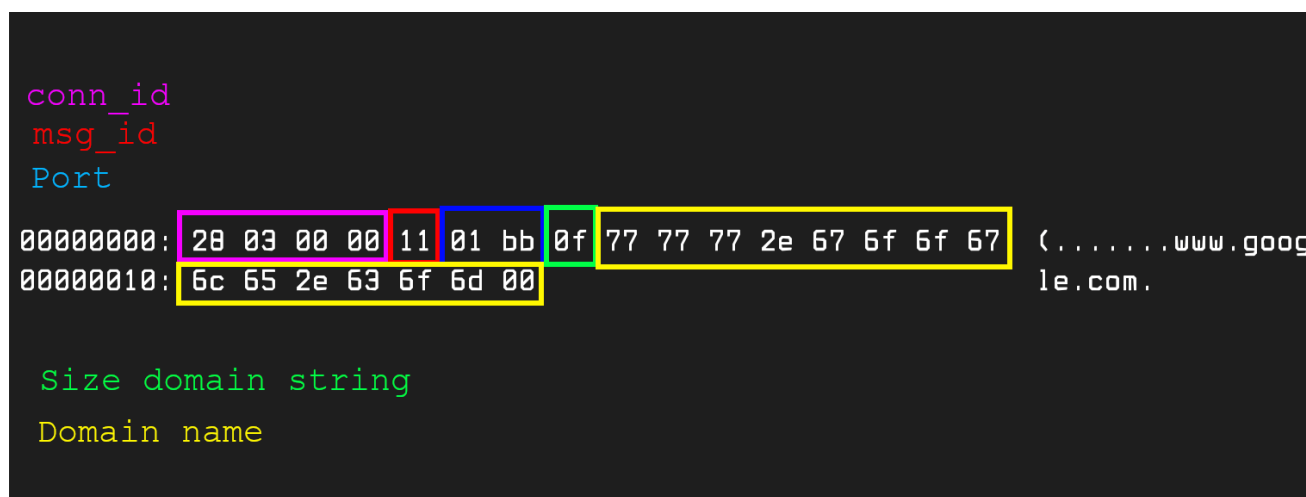 conn_id
msg_id
Port
00000000: 28 03 00 00 11 01 bb 0f 77 77 77 2e 67 6f 6f 67 (.......www.goog
00000010: 6c 65 2e 63 6f 6d 00 le.com.
Size domain string
Domain name